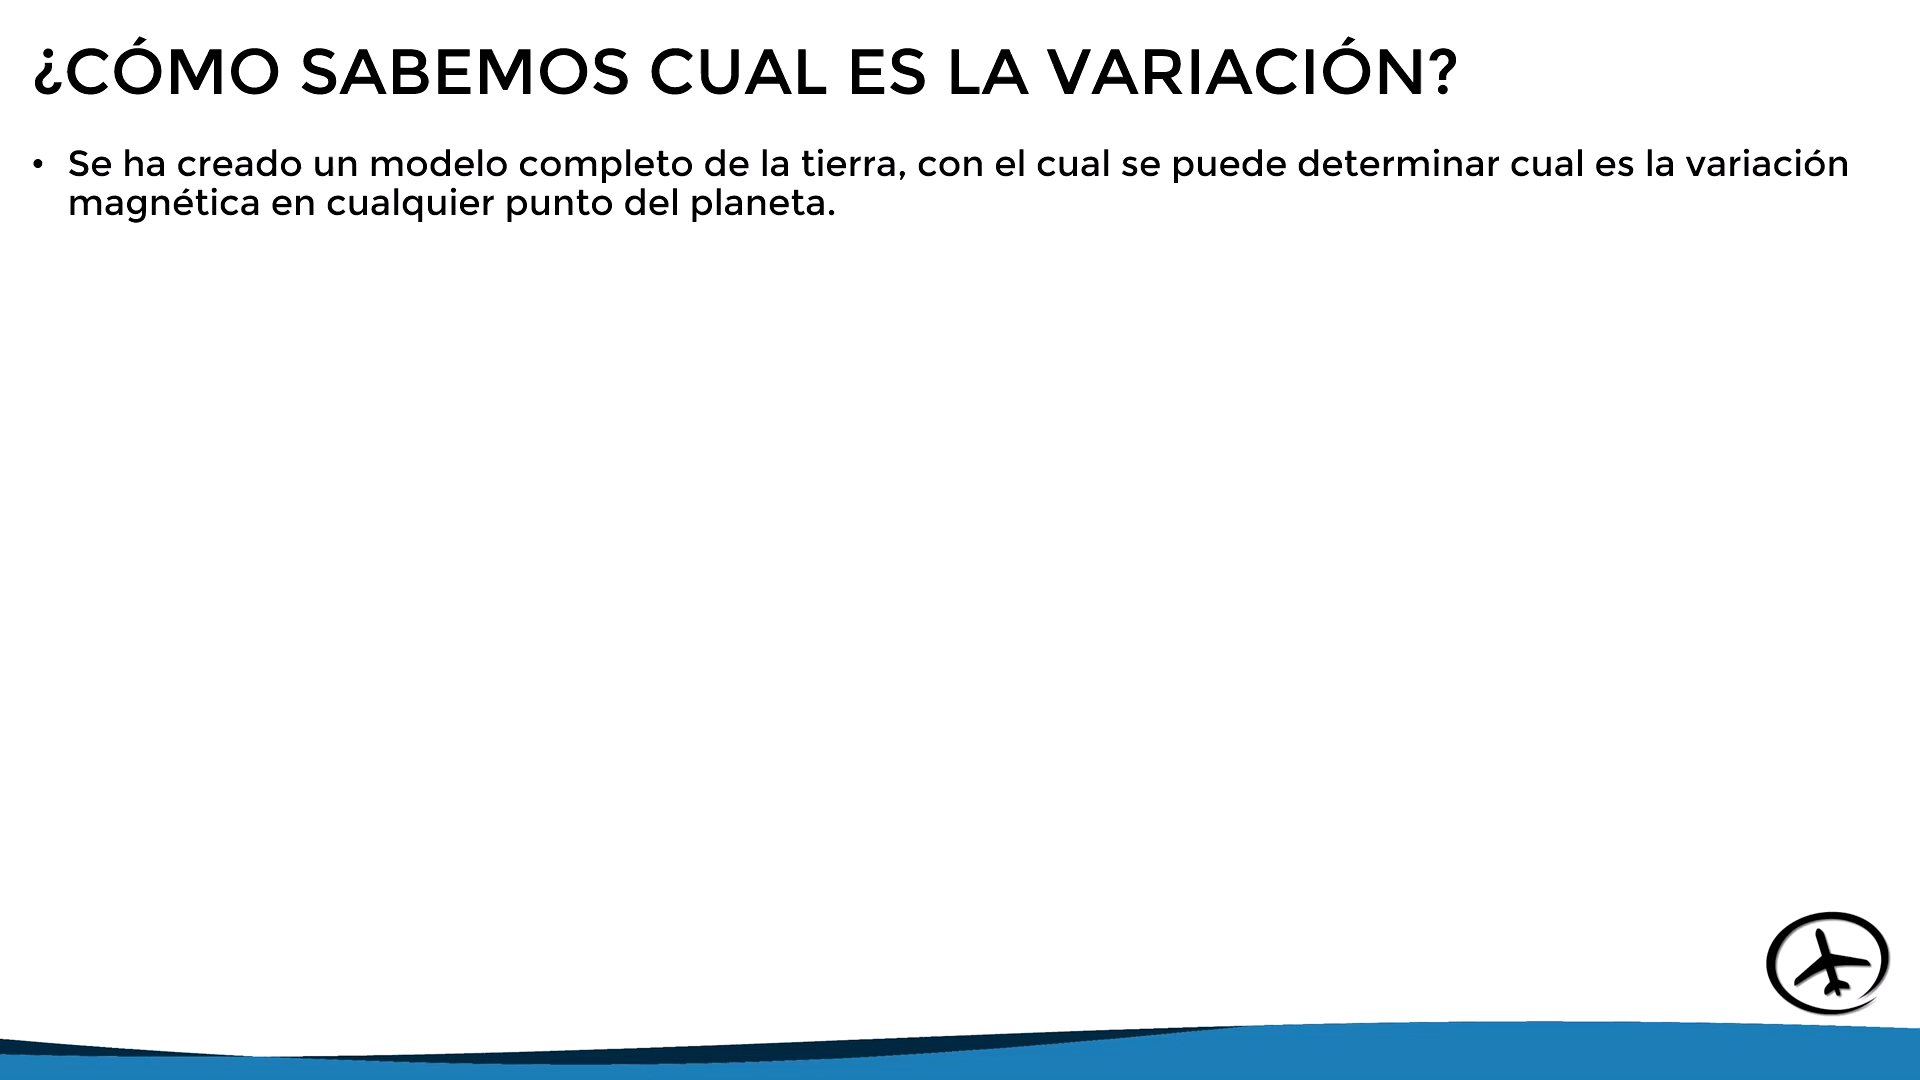 ¿CÓMO SABEMOS CUAL ES LA VARIACIÓN?
• Se ha creado un modelo completo de la tierra, con el cual se puede determinar cual es la variación
magnética en cualquier punto del planeta.